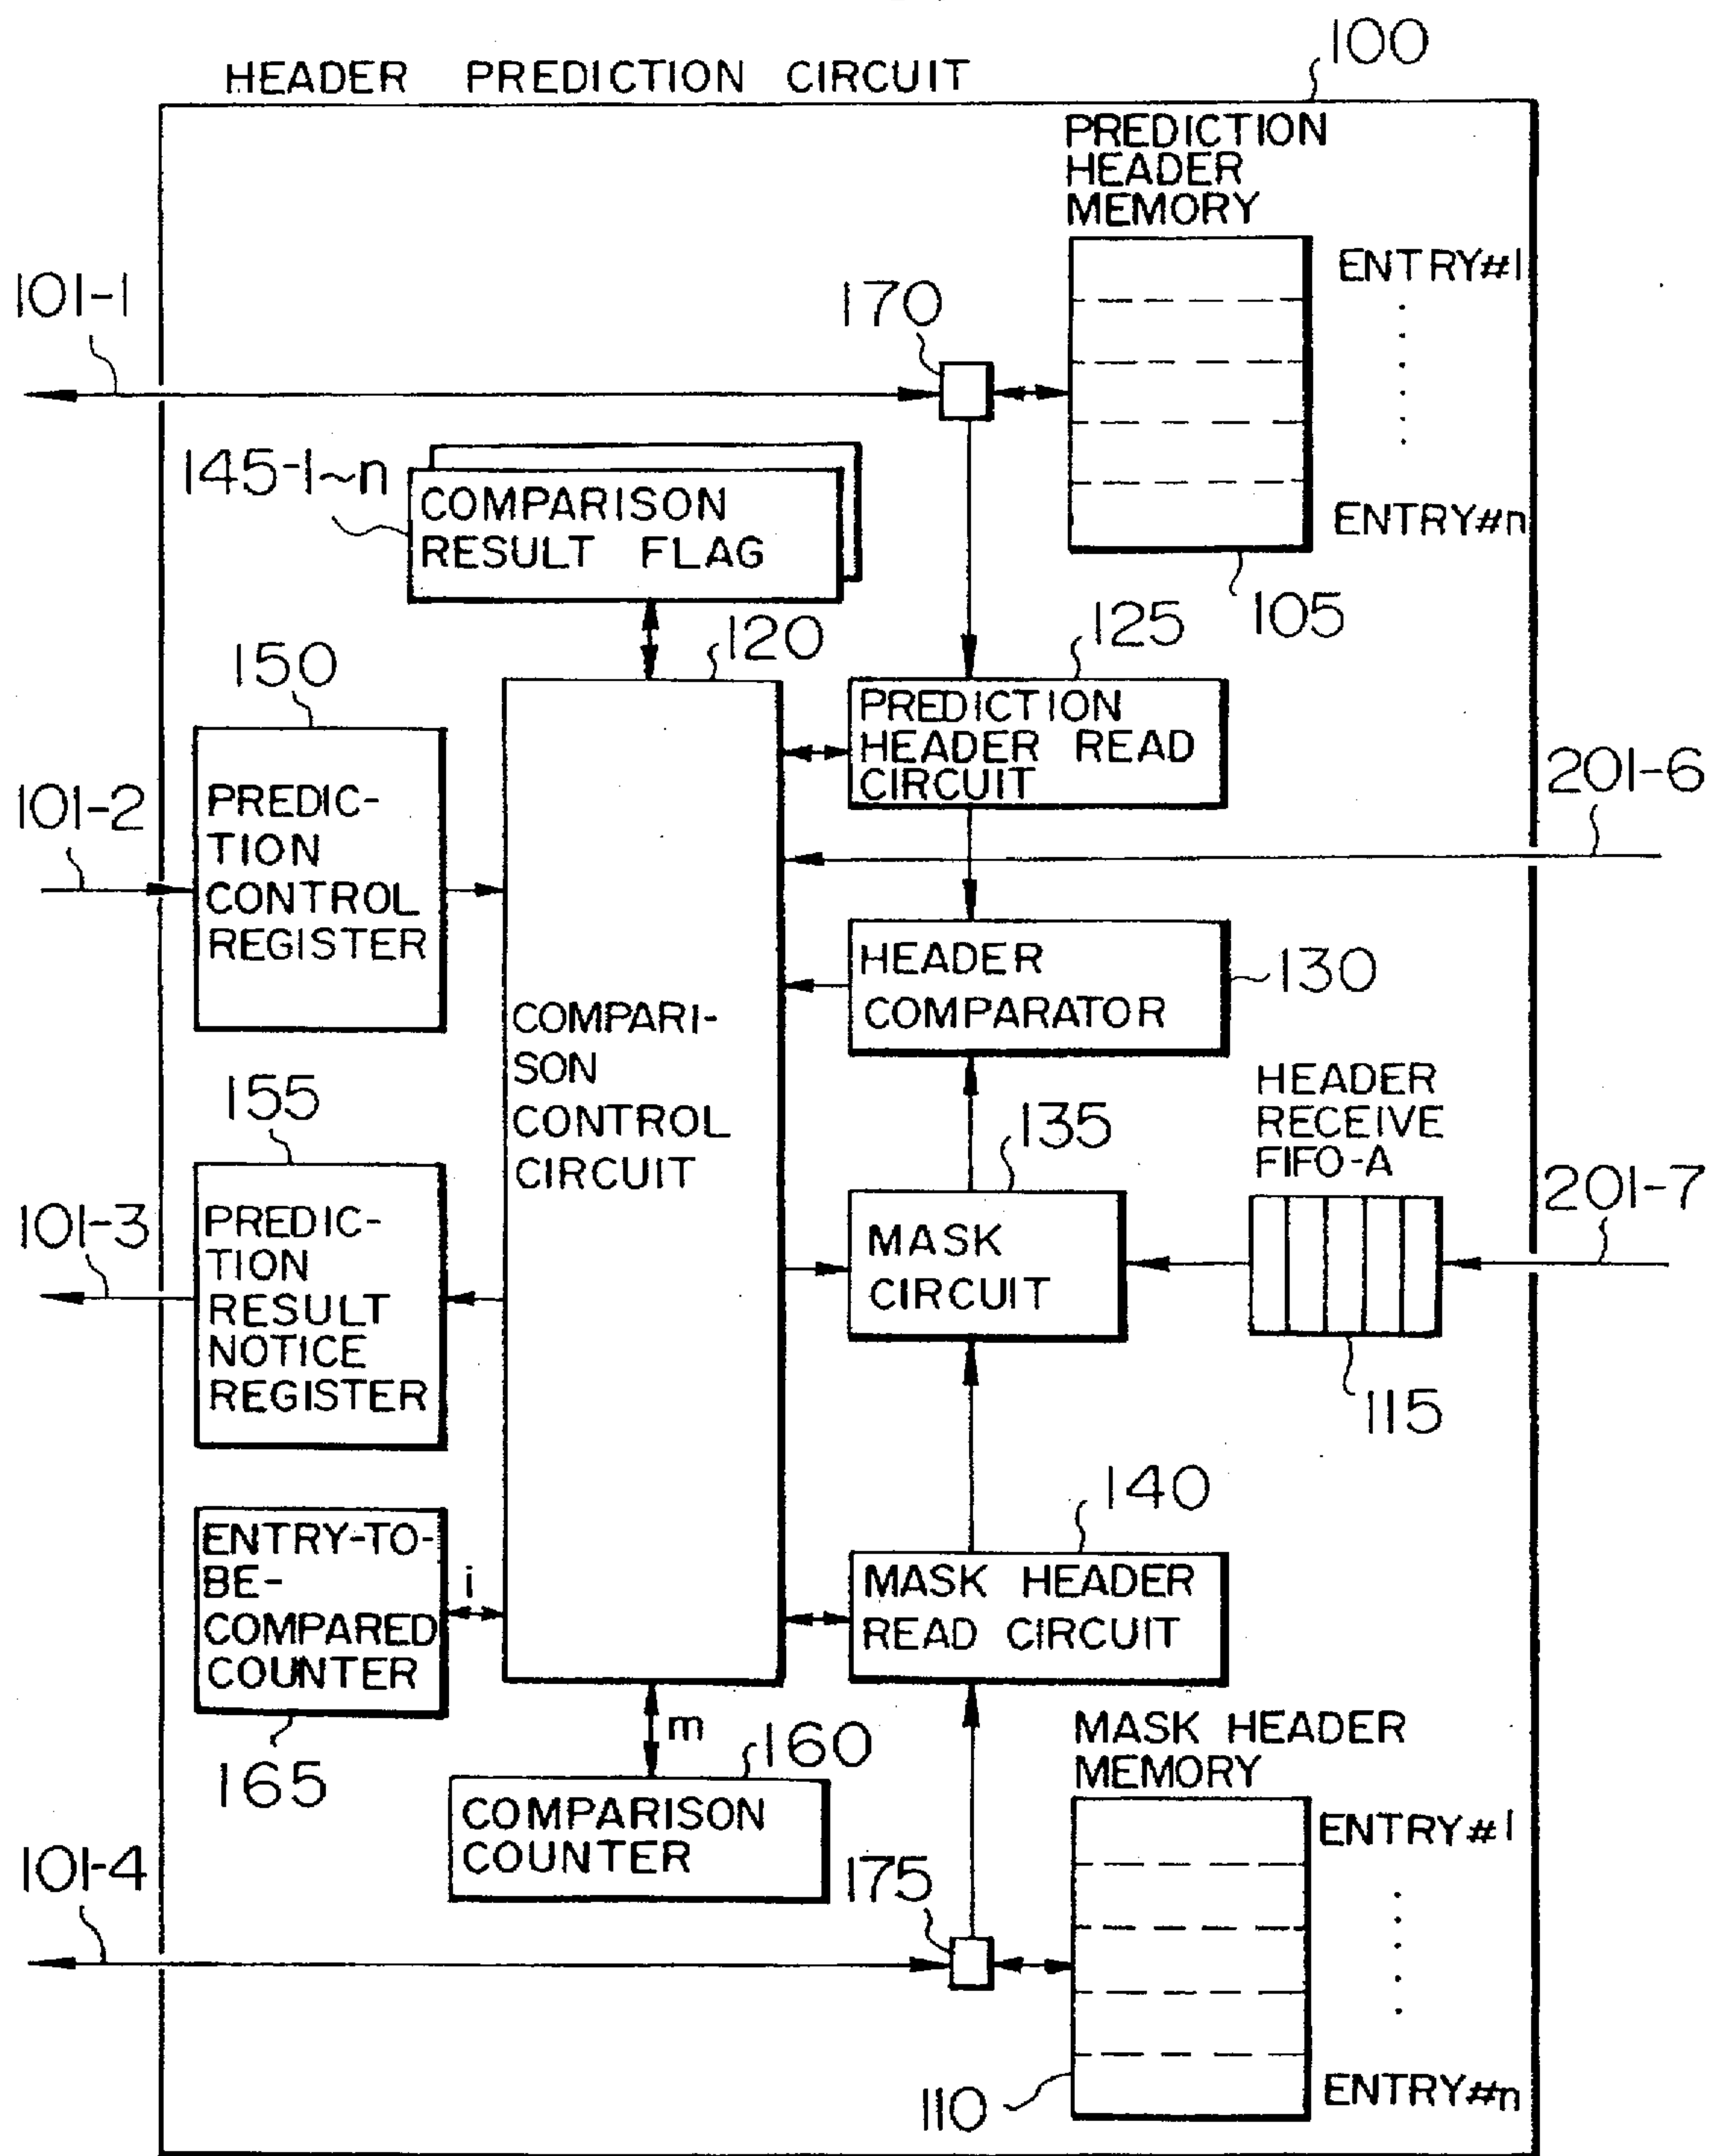 100
HEADER PREDICTION CIRCUIT
PREDICTION
HEADER
MEMORY
ENTRY#1
ENTRY#n
105
101-1
170
145-1~n
COMPARISON
RESULT FLAG
120
125
150
PREDICTION
HEADER READ
CIRCUIT
201-6
101-2
PREDIC-
TION
CONTROL
REGISTER
HEADER
COMPARATOR
130
COMPARI-
SON
CONTROL
CIRCUIT
155
135
HEADER
RECEIVE
FIFO-A
201-7
101-3
PREDIC-
TION
RESULT
NOTICE
REGISTER
MASK
CIRCUIT
115
140
ENTRY-TO-
BE-
COMPARED
COUNTER
i
MASK HEADER
READ CIRCUIT
165
m
160
MASK HEADER
MEMORY
COMPARISON
COUNTER
ENTRY#1
101-4
175
110
ENTRY#n